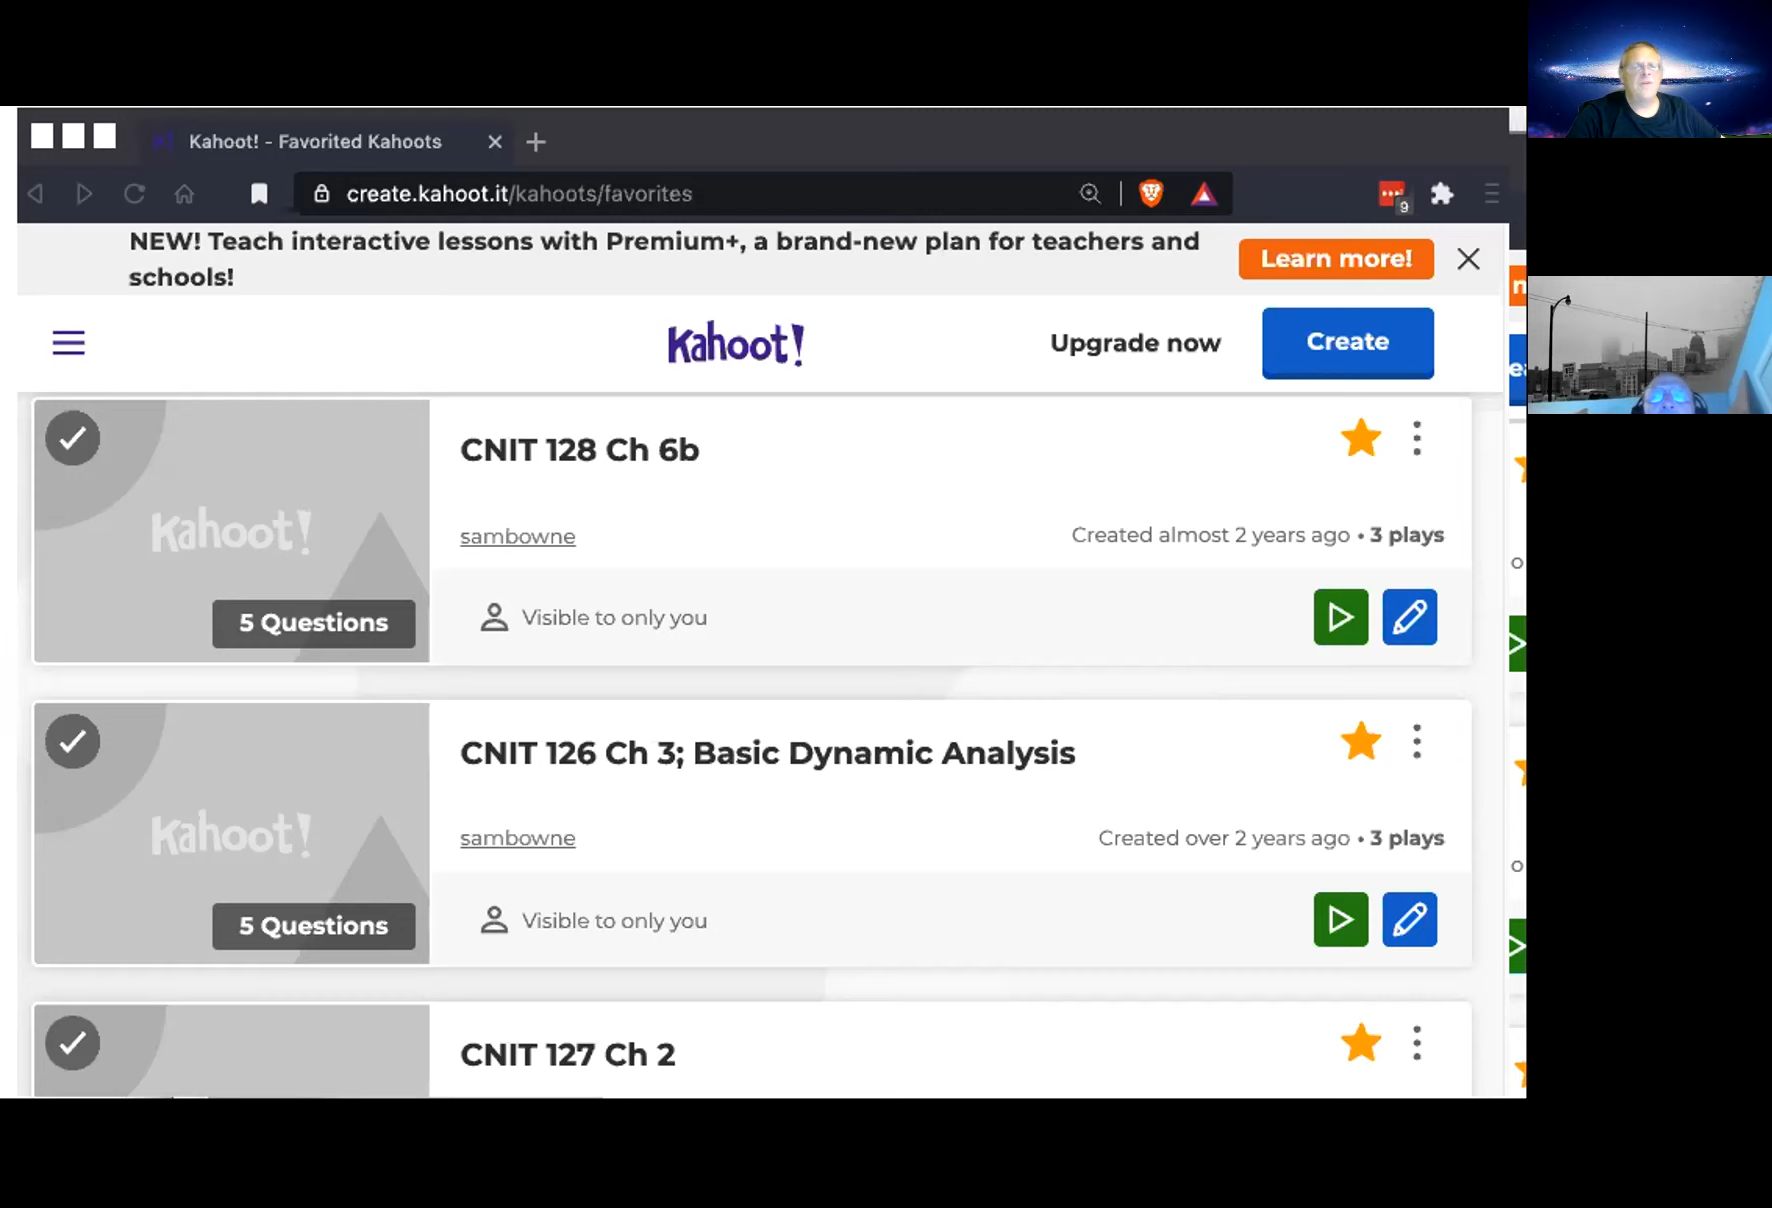 Kahoot! - Favorited Kahoots
create.kahoot.it/kahoots/favorites
9
NEW! Teach interactive lessons with Premium+, a brand-new plan for teachers and
schools!
Learn more!
Kahoot!
Upgrade now
Create
CNIT 128 Ch 6b
Kahoot!
sambowne
Created almost 2 years ago • 3 plays
5 Questions
Visible to only you
CNIT 126 Ch 3; Basic Dynamic Analysis
Kahoot!
sambowne
Created over 2 years ago • 3 plays
5 Questions
Visible to only you
CNIT 127 Ch 2